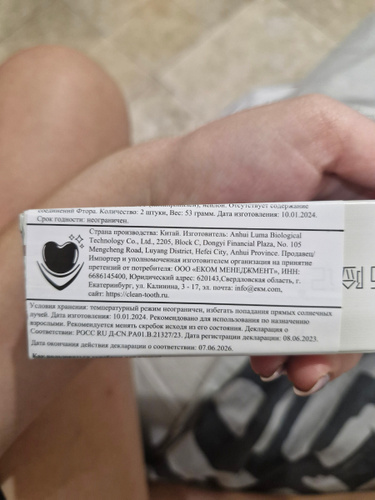 соединений Фтора. Количество: 2 штуки, Вес: 53 грамм. Дата изготовления: 10.01.2024.
Срок годности: неограничен.
Страна производства: Китай. Изготовитель: Anhui Luma Biological
Technology Co., Ltd., 2205, Block C, Dongyi Financial Plaza, No. 105
Mengcheng Road, Luyang District, Hefei City, Anhui Province. Продавец/
Импортер и уполномоченная изготовителем организация на принятие
претензий от потребителя: ООО «ЕКОМ МЕНЕДЖМЕНТ», ИНН:
6686145400, Юридический адрес: 620143,Свердловская область, г.
Екатеринбург, ул. Калинина, 3 - 17, эл. почта: info@ekm.com,
сайт: https://clean-tooth.ru.
Условия хранения: температурный режим неограничен, избегать попадания прямых солнечных
лучей. Дата изготовления: 10.01.2024. Рекомендовано для использования по назначению
взрослыми. Рекомендуется менять скребок исходя из его состояния. Декларация о
Соответствии: РОСС RU Д-CN.РА01.В.21327/23. Дата регистрации декларации: 08.06.2023.
Дата окончания действия декларации о соответствии: 07.06.2026.